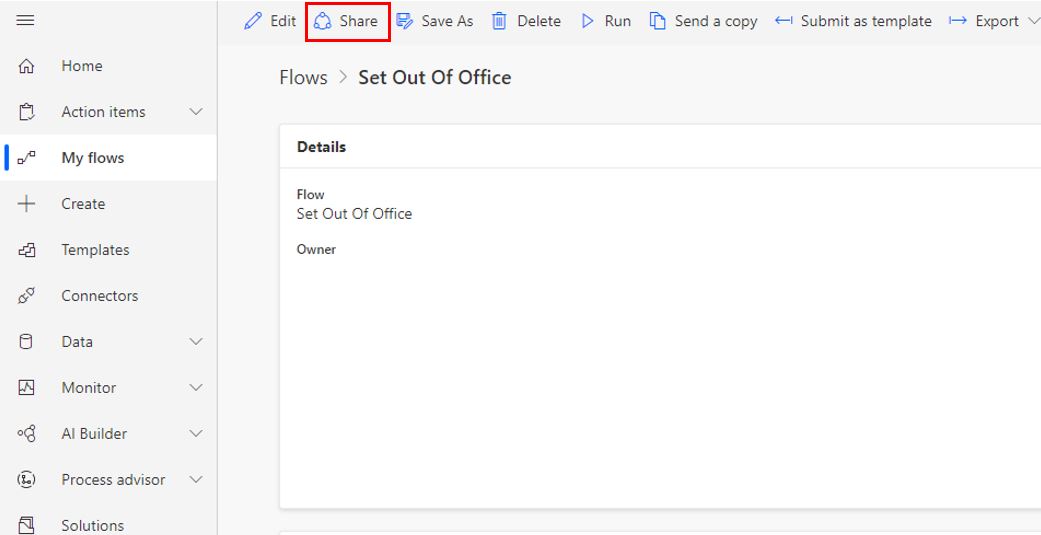 Edit Share Save As Delete Run Send a copy Submit as template Export
Home
Action items
My flows
Create
Templates
Connectors
Data
Monitor
AI Builder
Process advisor
Solutions
Flows > Set Out Of Office
Details
Flow
Set Out Of Office
Owner